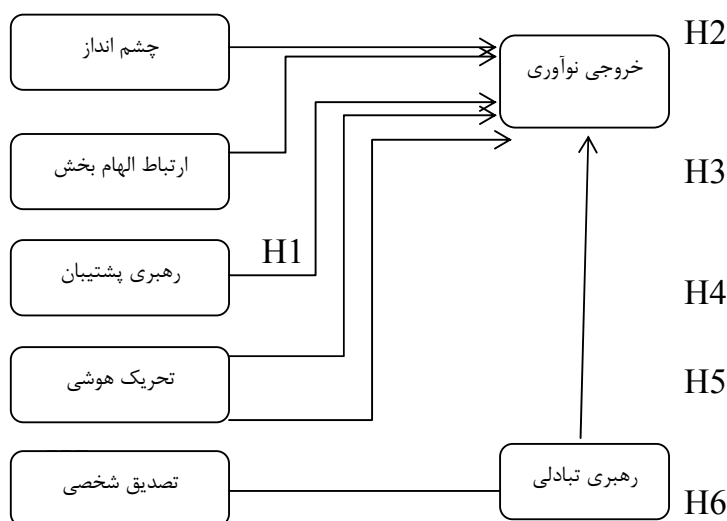 چشم انداز
خروجی نوآوری
H2
ارتباط الهام بخش
H3
رهبری پشتیبان
H1
H4
تحریک هوشی
H5
تصدیق شخصی
رهبری تبادلی
H6